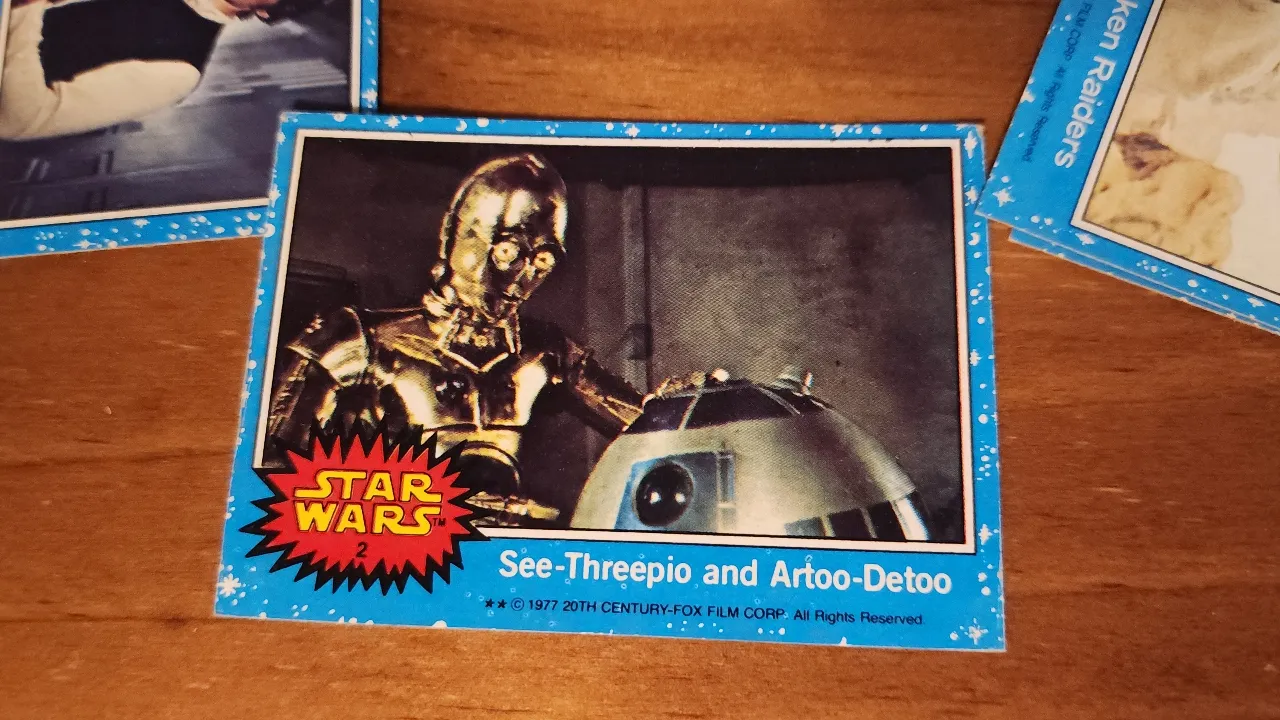 STAR
WARS™
2
See-Threepio and Artoo-Detoo
★★ © 1977 20TH CENTURY-FOX FILM CORP. All Rights Reserved.
ken Raiders
FILM CORP. All Rights Reserved.